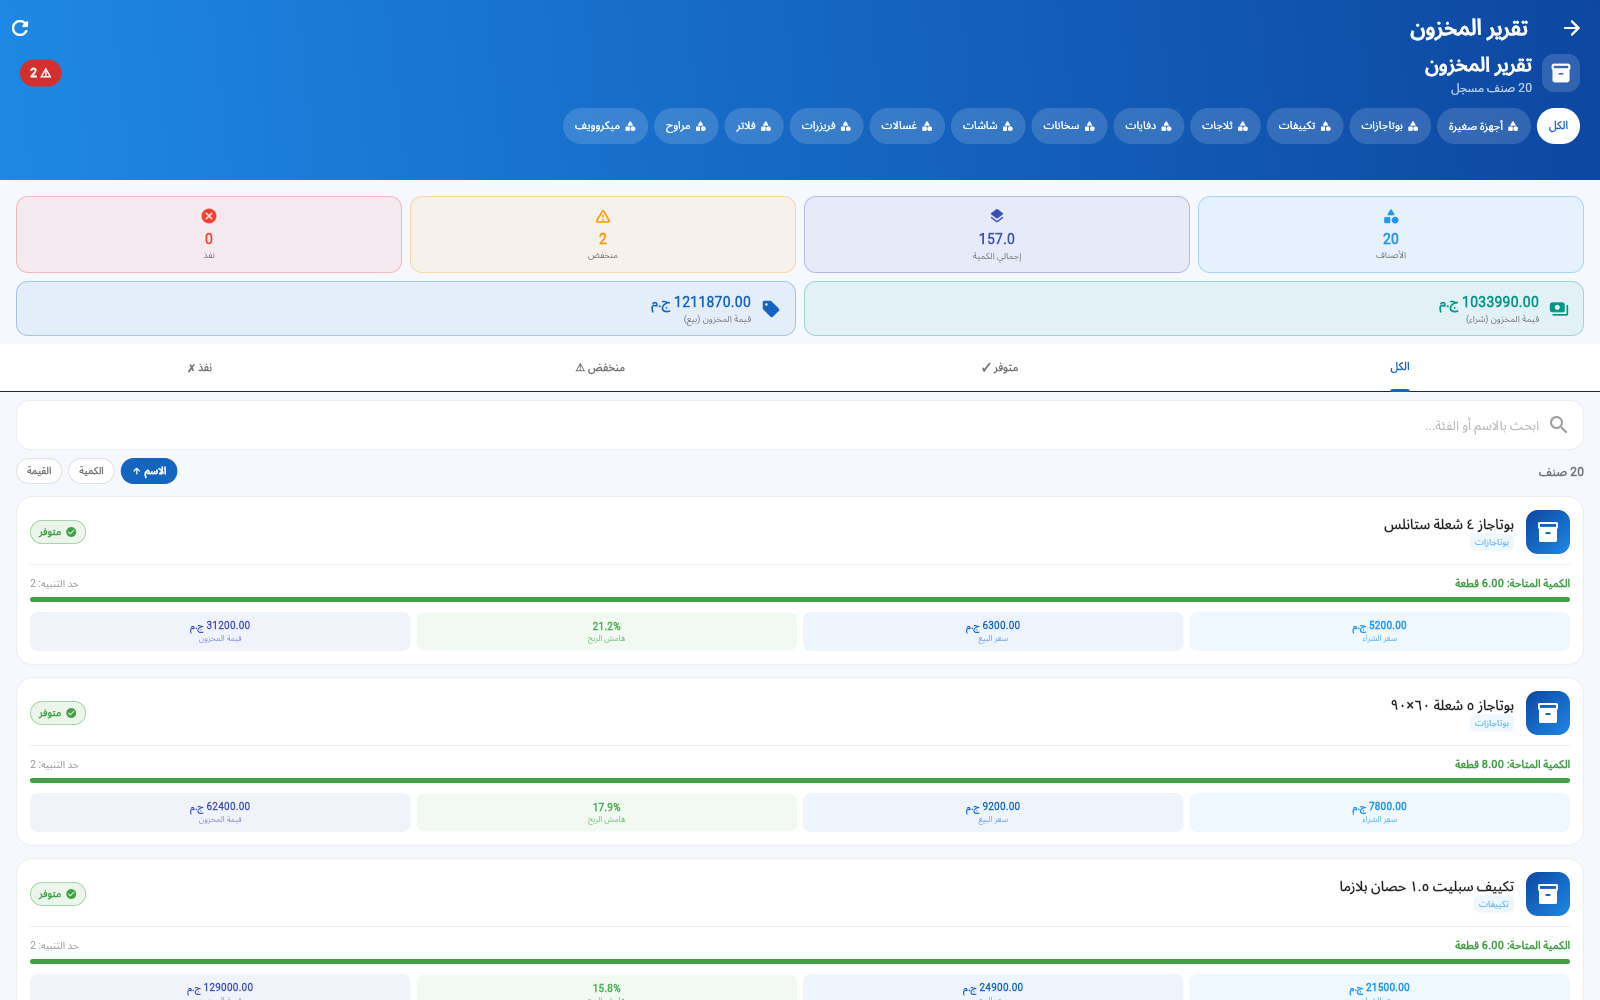 تقرير المخزون
تقرير المخزون
20 صنف مسجل
2
الكل
أجهزة صغيرة
بوتاجازات
تكييفات
ثلاجات
دفايات
سخانات
شاشات
غسالات
فريزرات
فلاتر
مراوح
ميكروويف
20
الأصناف
157.0
إجمالي الكمية
2
منخفض
0
نفذ
1033990.00 ج.م
قيمة المخزون (شراء)
1211870.00 ج.م
قيمة المخزون (بيع)
الكل
متوفر ✓
منخفض ⚠
نفذ ✗
ابحث بالاسم أو الفئة...
20 صنف
الاسم ↑
الكمية
القيمة
بوتاجاز ٤ شعلة ستانلس
بوتاجازات
متوفر
الكمية المتاحة: 6.00 قطعة
حد التنبيه: 2
5200.00 ج.م
سعر الشراء
6300.00 ج.م
سعر البيع
21.2%
هامش الربح
31200.00 ج.م
قيمة المخزون
بوتاجاز ٥ شعلة ٦٠×٩٠
بوتاجازات
متوفر
الكمية المتاحة: 8.00 قطعة
حد التنبيه: 2
7800.00 ج.م
سعر الشراء
9200.00 ج.م
سعر البيع
17.9%
هامش الربح
62400.00 ج.م
قيمة المخزون
تكييف سبليت ١.٥ حصان بلازما
تكييفات
متوفر
الكمية المتاحة: 6.00 قطعة
حد التنبيه: 2
21500.00 ج.م
24900.00 ج.م
15.8%
129000.00 ج.م